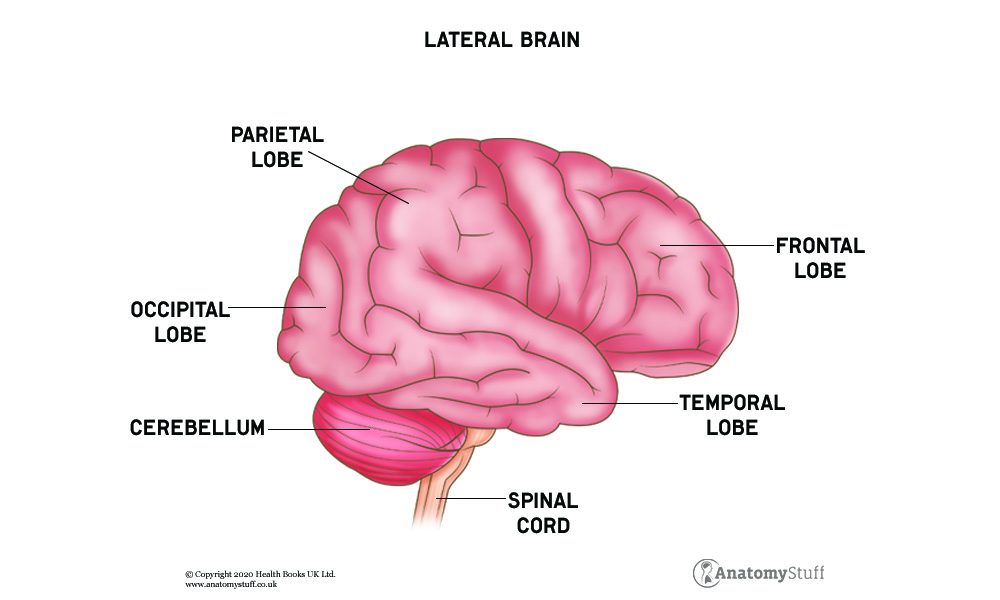 LATERAL BRAIN
PARIETAL
LOBE
FRONTAL
LOBE
OCCIPITAL
LOBE
TEMPORAL
LOBE
CEREBELLUM
SPINAL
CORD
© Copyright 2020 Health Books UK Ltd.
www.anatomystuff.co.uk
AnatomyStuff